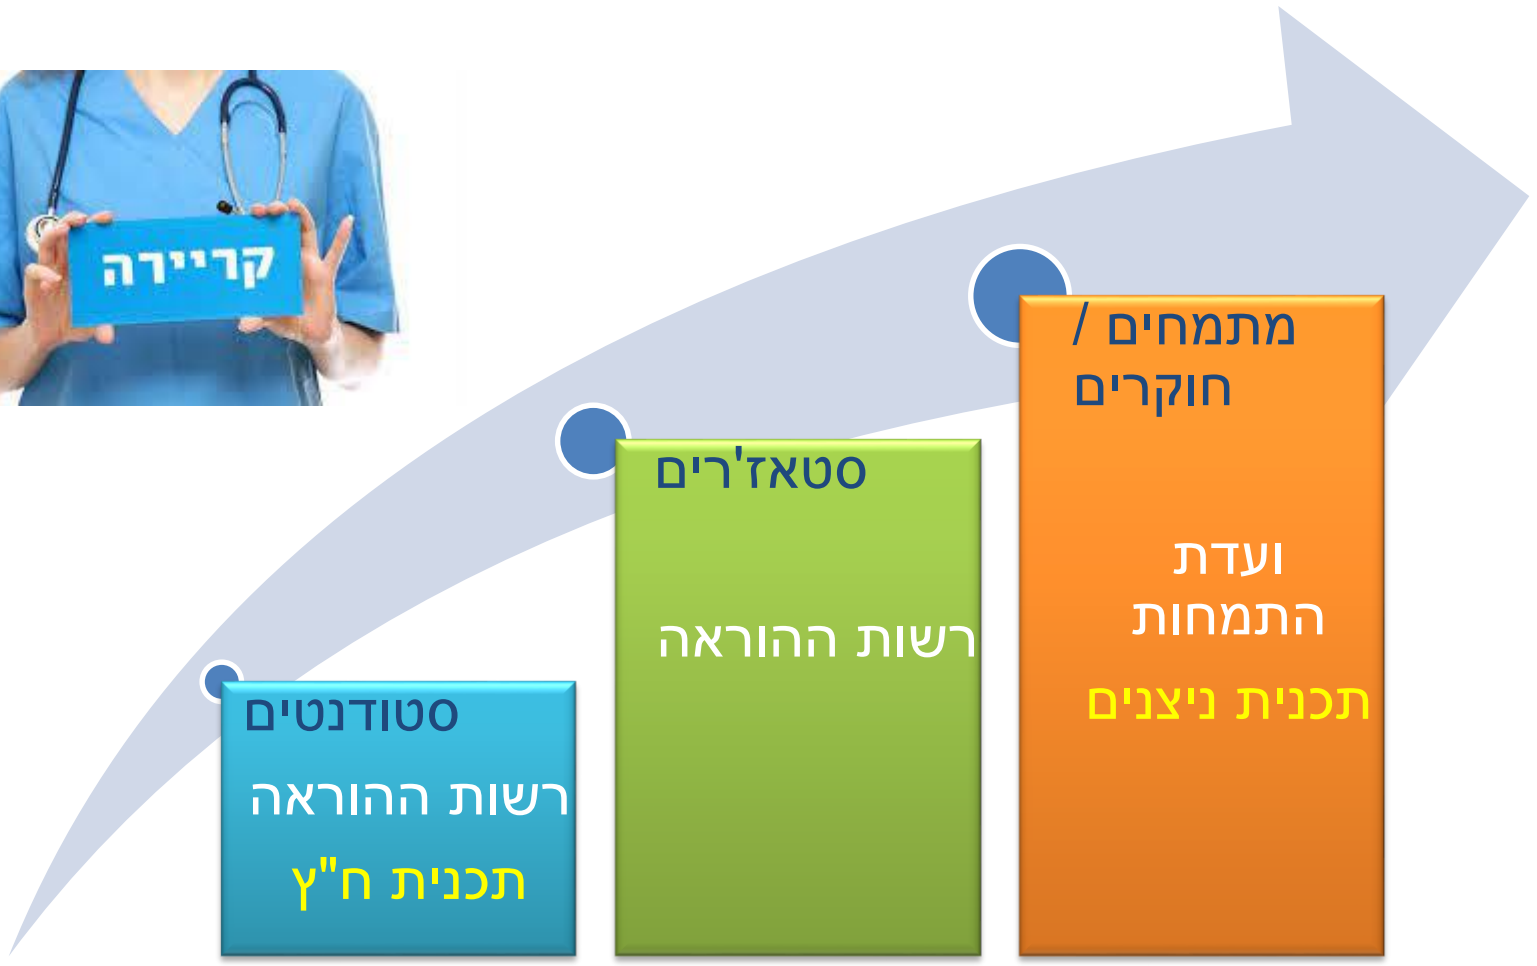 קריירה
סטודנטים
רשות ההוראה
תכנית ח"ץ
סטאז'רים
רשות ההוראה
מתמחים /
חוקרים
ועדת
התמחות
תכנית ניצנים